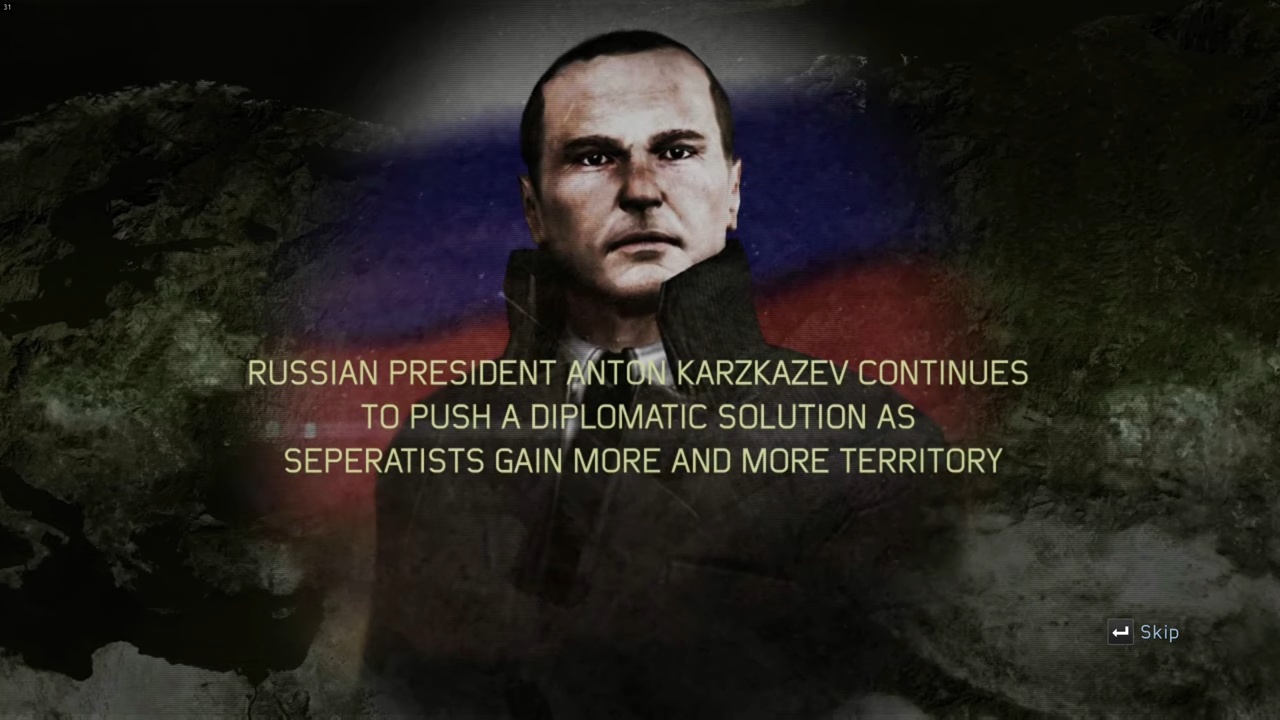 31
RUSSIAN PRESIDENT ANTON KARZKAZEV CONTINUES
TO PUSH A DIPLOMATIC SOLUTION AS
SEPERATISTS GAIN MORE AND MORE TERRITORY
Skip